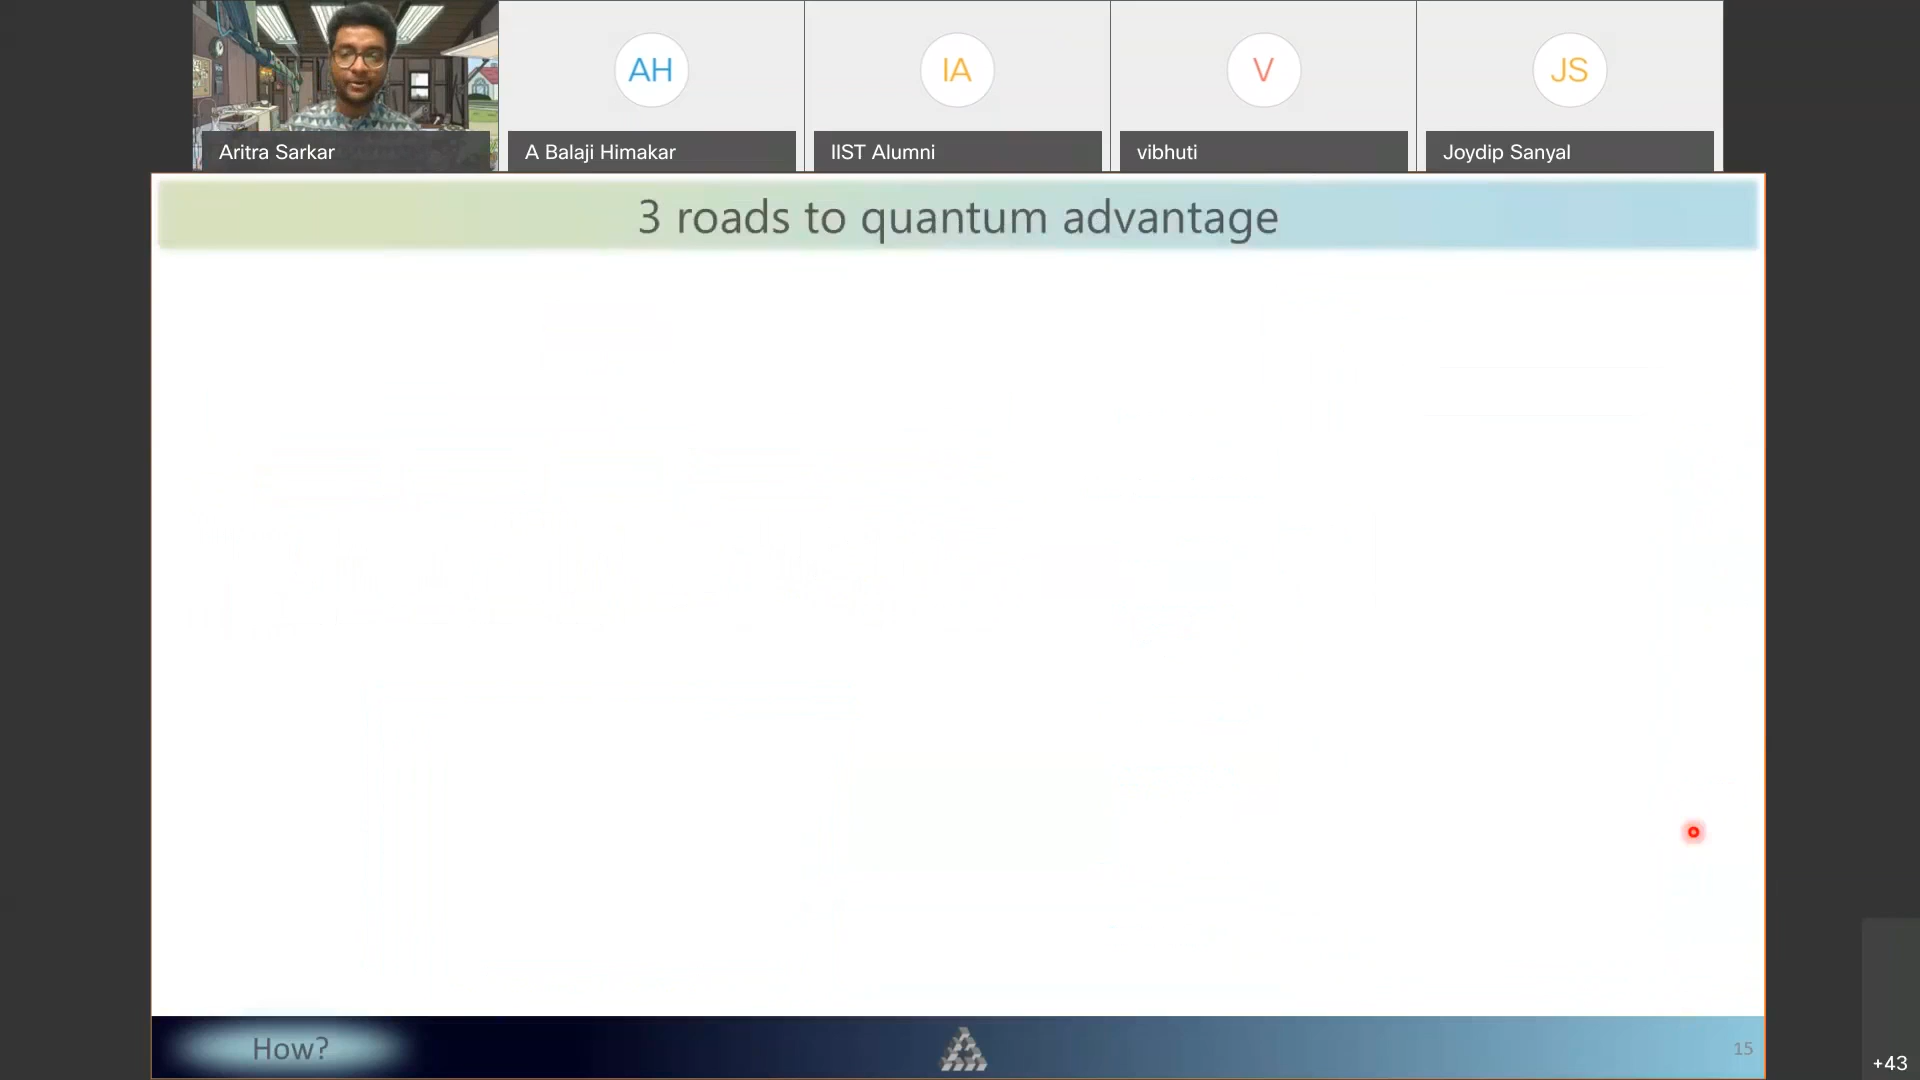 AH
IA
V
JS
Aritra Sarkar
A Balaji Himakar
IIST Alumni
vibhuti
Joydip Sanyal
3 roads to quantum advantage
How?
15
+43